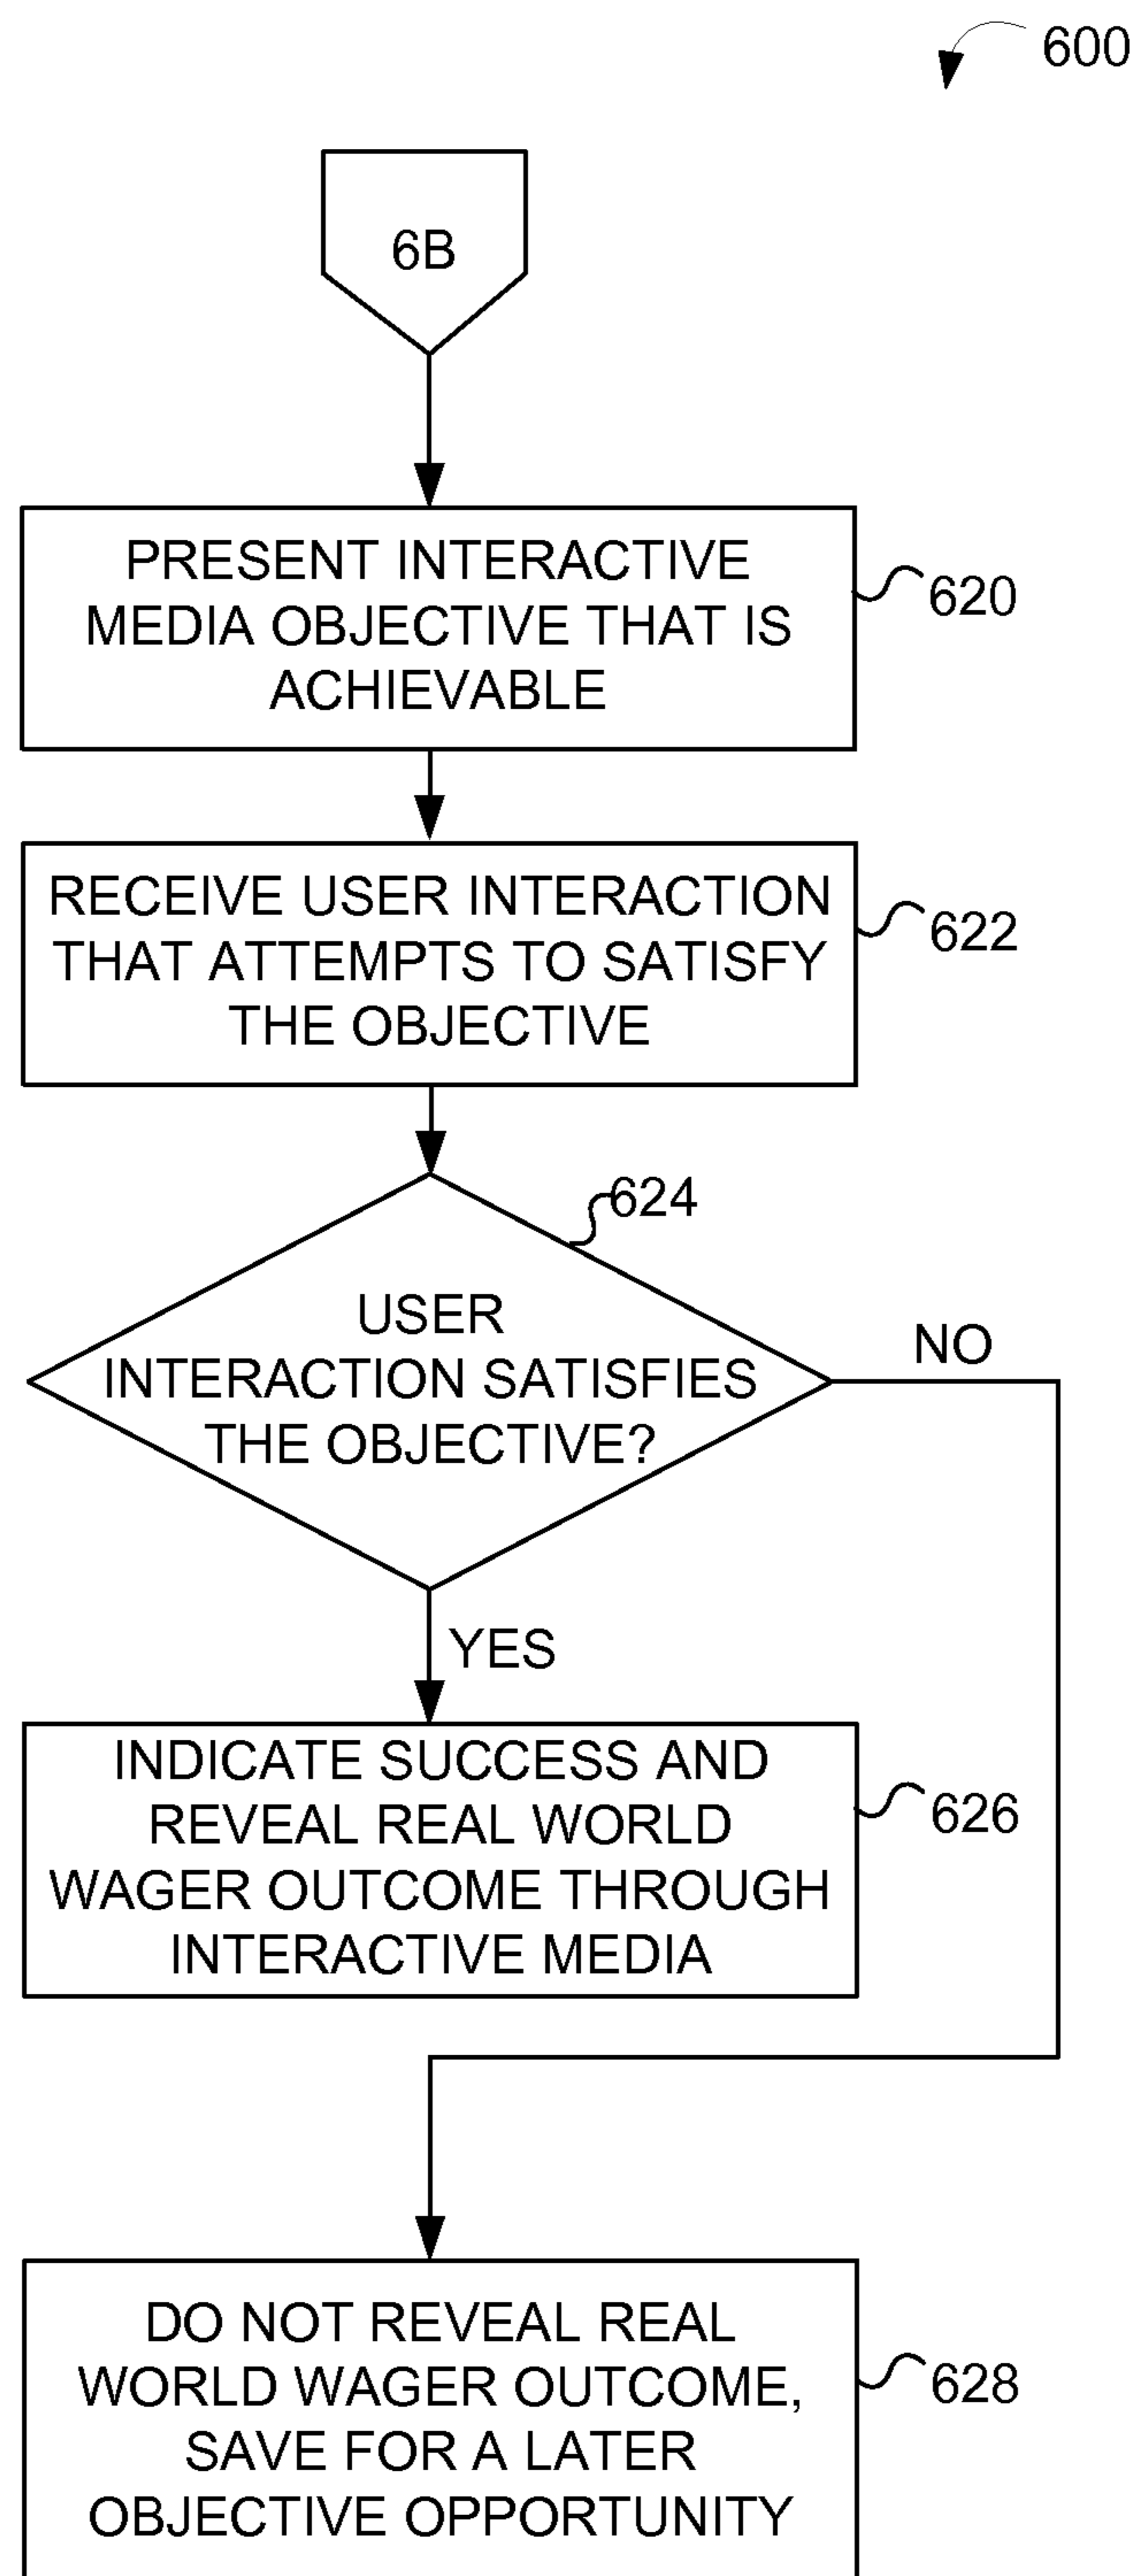 600
6B
PRESENT INTERACTIVE
MEDIA OBJECTIVE THAT IS
ACHIEVABLE
620
RECEIVE USER INTERACTION
THAT ATTEMPTS TO SATISFY
THE OBJECTIVE
622
624
USER
INTERACTION SATISFIES
THE OBJECTIVE?
NO
YES
INDICATE SUCCESS AND
REVEAL REAL WORLD
WAGER OUTCOME THROUGH
INTERACTIVE MEDIA
626
DO NOT REVEAL REAL
WORLD WAGER OUTCOME,
SAVE FOR A LATER
OBJECTIVE OPPORTUNITY
628